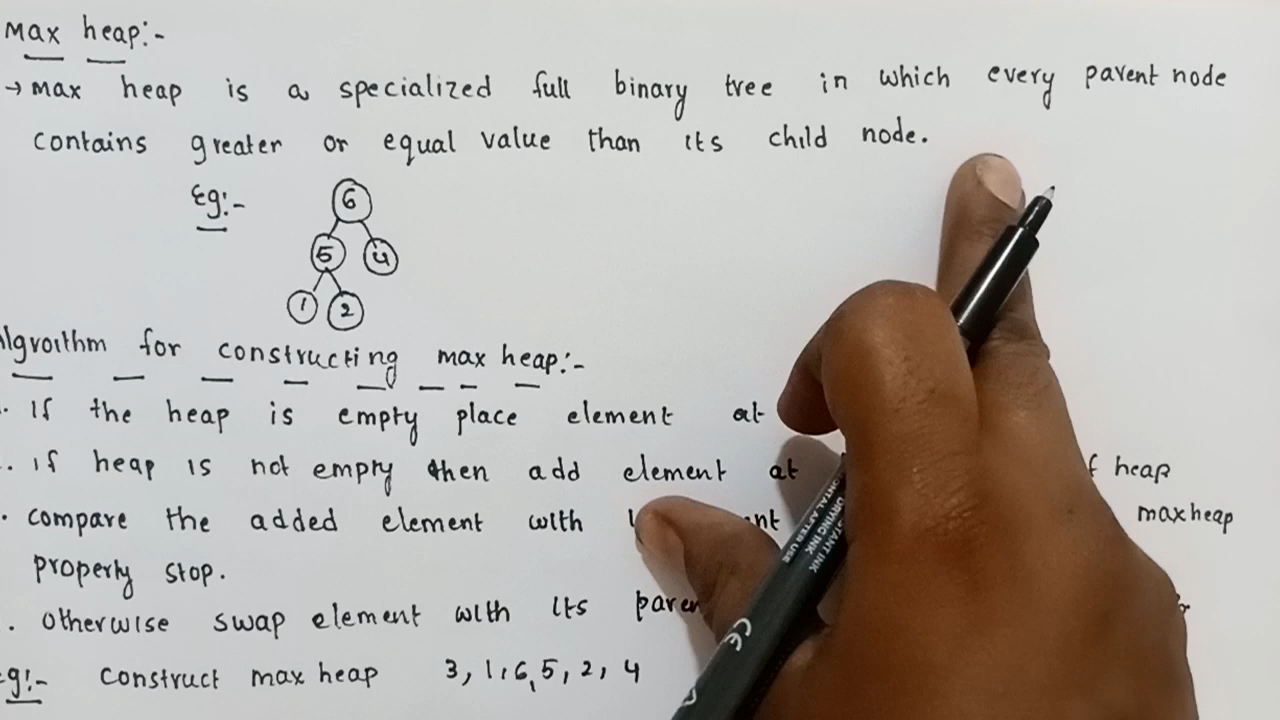 Max heap:-
→ max heap is a specialized full binary tree in which every parent node
contains greater or equal value than its child node.
Eg:-
6
5 4
1 2
Algroithm for constructing max heap:-
. If the heap is empty place element at
. if heap is not empty then add element at heap
. compare the added element with maxheap
property stop.
. otherwise swap element with its
Eg:- construct max heap 3, 1, 6, 5, 2, 4
CE